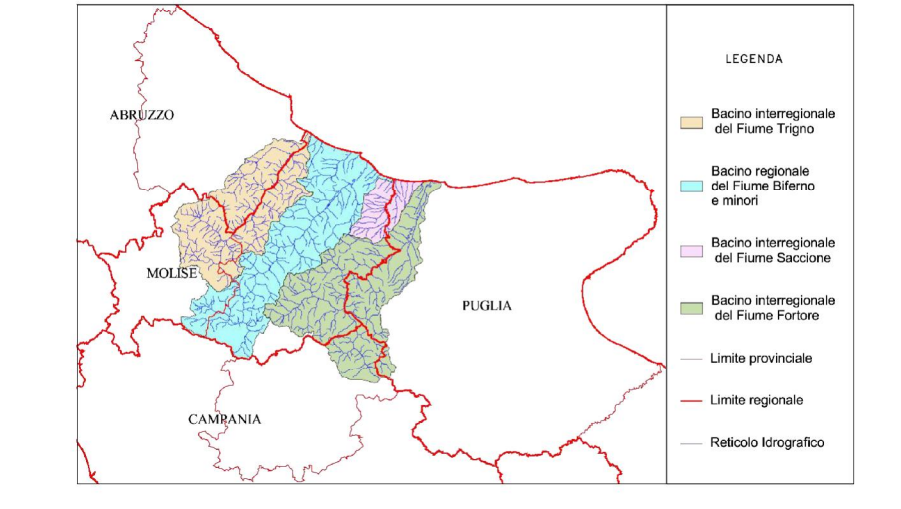 ABRUZZO
MOLISE
PUGLIA
CAMPANIA
LEGENDA
Bacino interregionale
del Fiume Trigno
Bacino regionale
del Fiume Biferno
e minori
Bacino interregionale
del Fiume Saccione
Bacino interregionale
del Fiume Fortore
Limite provinciale
Limite regionale
Reticolo Idrografico